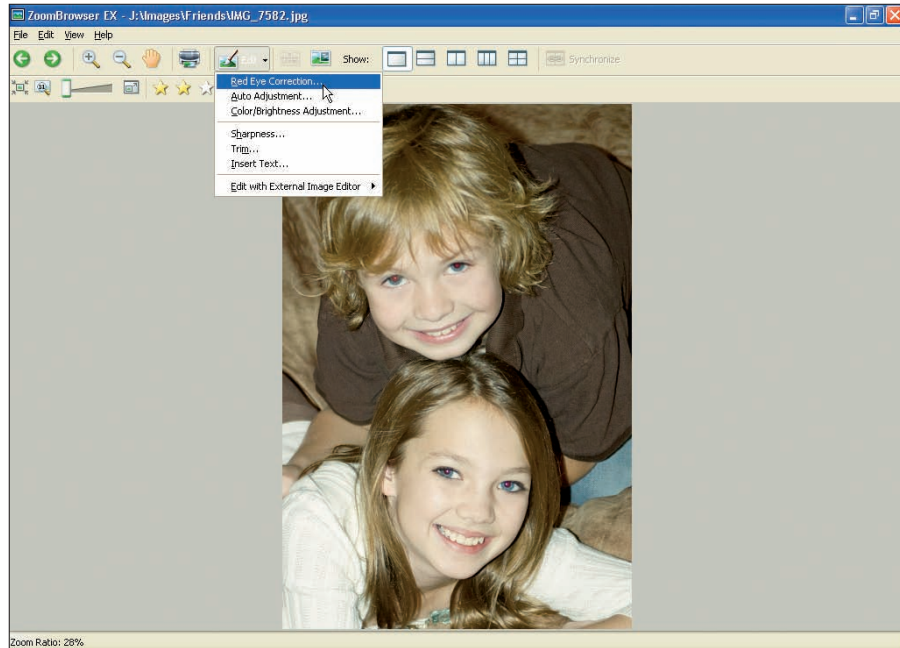 ZoomBrowser EX - J:\Images\Friends\IMG_7582.jpg
File Edit View Help
Show: Synchronize
Red Eye Correction...
Auto Adjustment...
Color/Brightness Adjustment...
Sharpness...
Trim...
Insert Text...
Edit with External Image Editor
Zoom Ratio: 28%